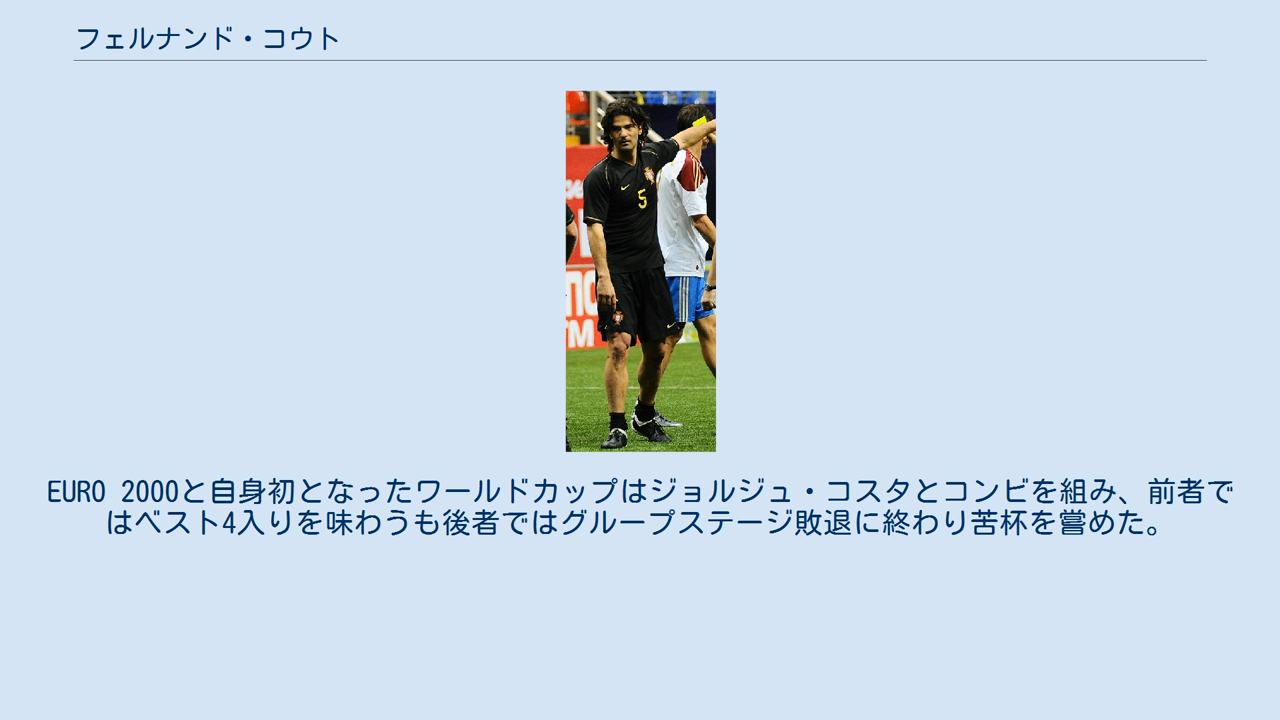 フェルナンド・コウト
5
TM
EURO 2000と自身初となったワールドカップはジョルジュ・コスタとコンビを組み、前者で
はベスト4入りを味わうも後者ではグループステージ敗退に終わり苦杯を嘗めた。